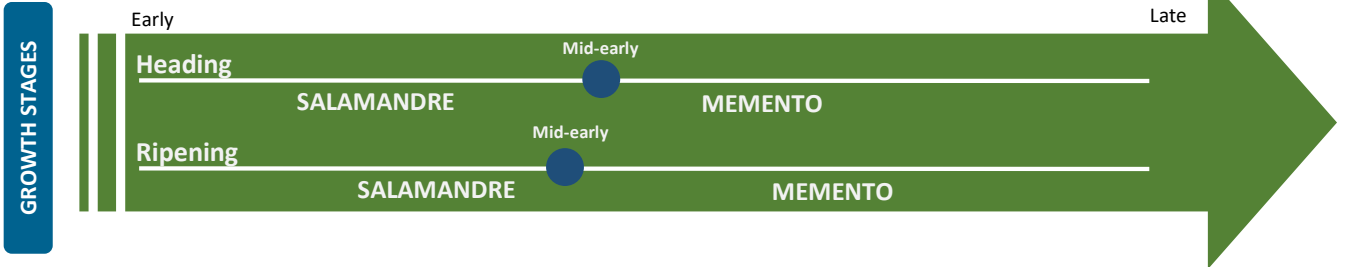 GROWTH STAGES
Early
Late
Mid-early
Heading
SALAMANDRE
MEMENTO
Mid-early
Ripening
SALAMANDRE
MEMENTO